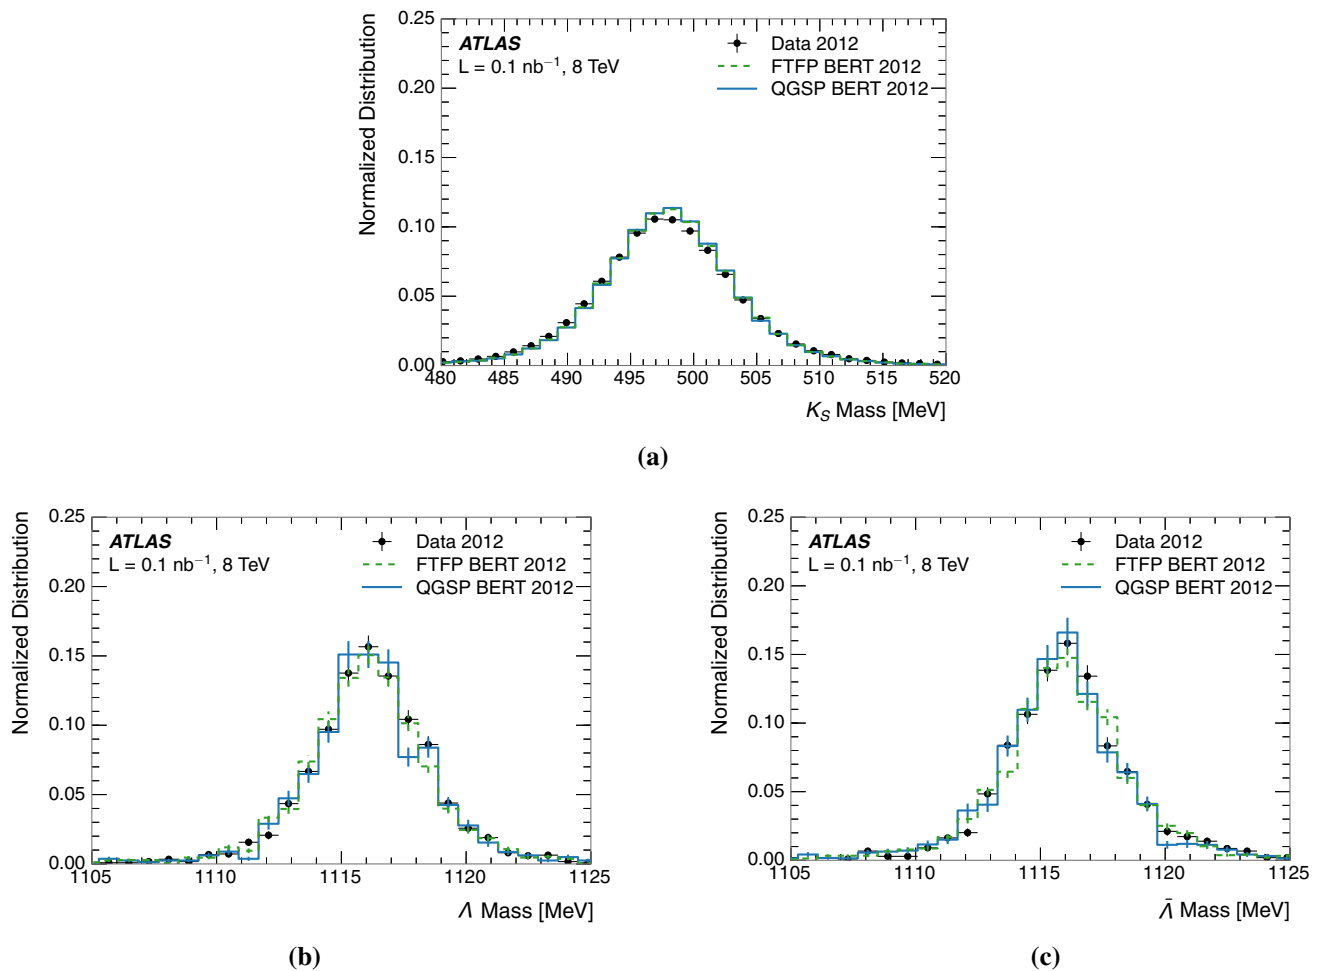 0.25
0.20
0.15
0.10
0.05
0.00
Normalized Distribution
ATLAS
L = 0.1 nb⁻¹, 8 TeV
Data 2012
FTFP BERT 2012
QGSP BERT 2012
480 485 490 495 500 505 510 515 520
K_S Mass [MeV]
(a)
0.25
0.20
0.15
0.10
0.05
0.00
Normalized Distribution
ATLAS
L = 0.1 nb⁻¹, 8 TeV
Data 2012
FTFP BERT 2012
QGSP BERT 2012
1105 1110 1115 1120 1125
Λ Mass [MeV]
(b)
0.25
0.20
0.15
0.10
0.05
0.00
Normalized Distribution
ATLAS
L = 0.1 nb⁻¹, 8 TeV
Data 2012
FTFP BERT 2012
QGSP BERT 2012
1105 1110 1115 1120 1125
Λ̄ Mass [MeV]
(c)